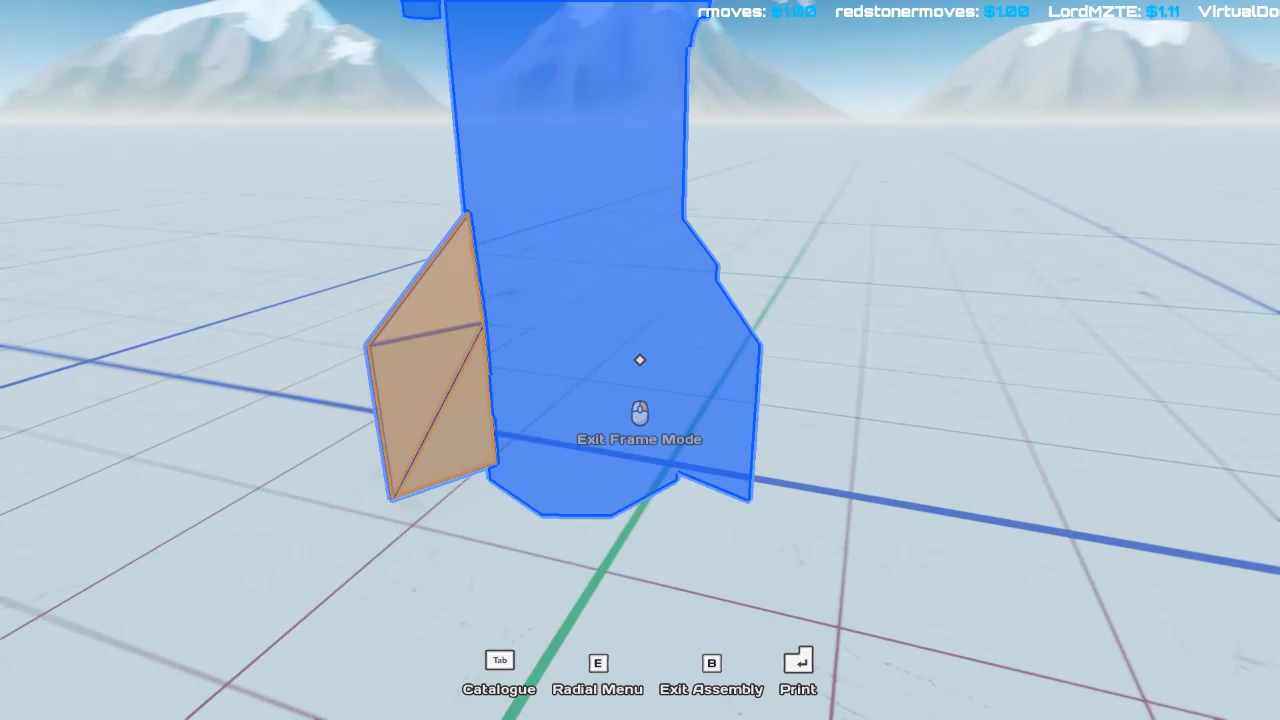 rmoves: $1.00 redstonermoves: $1.00 LordMZTE: $1.11 VirtualDo
Exit Frame Mode
Tab E B
Catalogue Radial Menu Exit Assembly Print